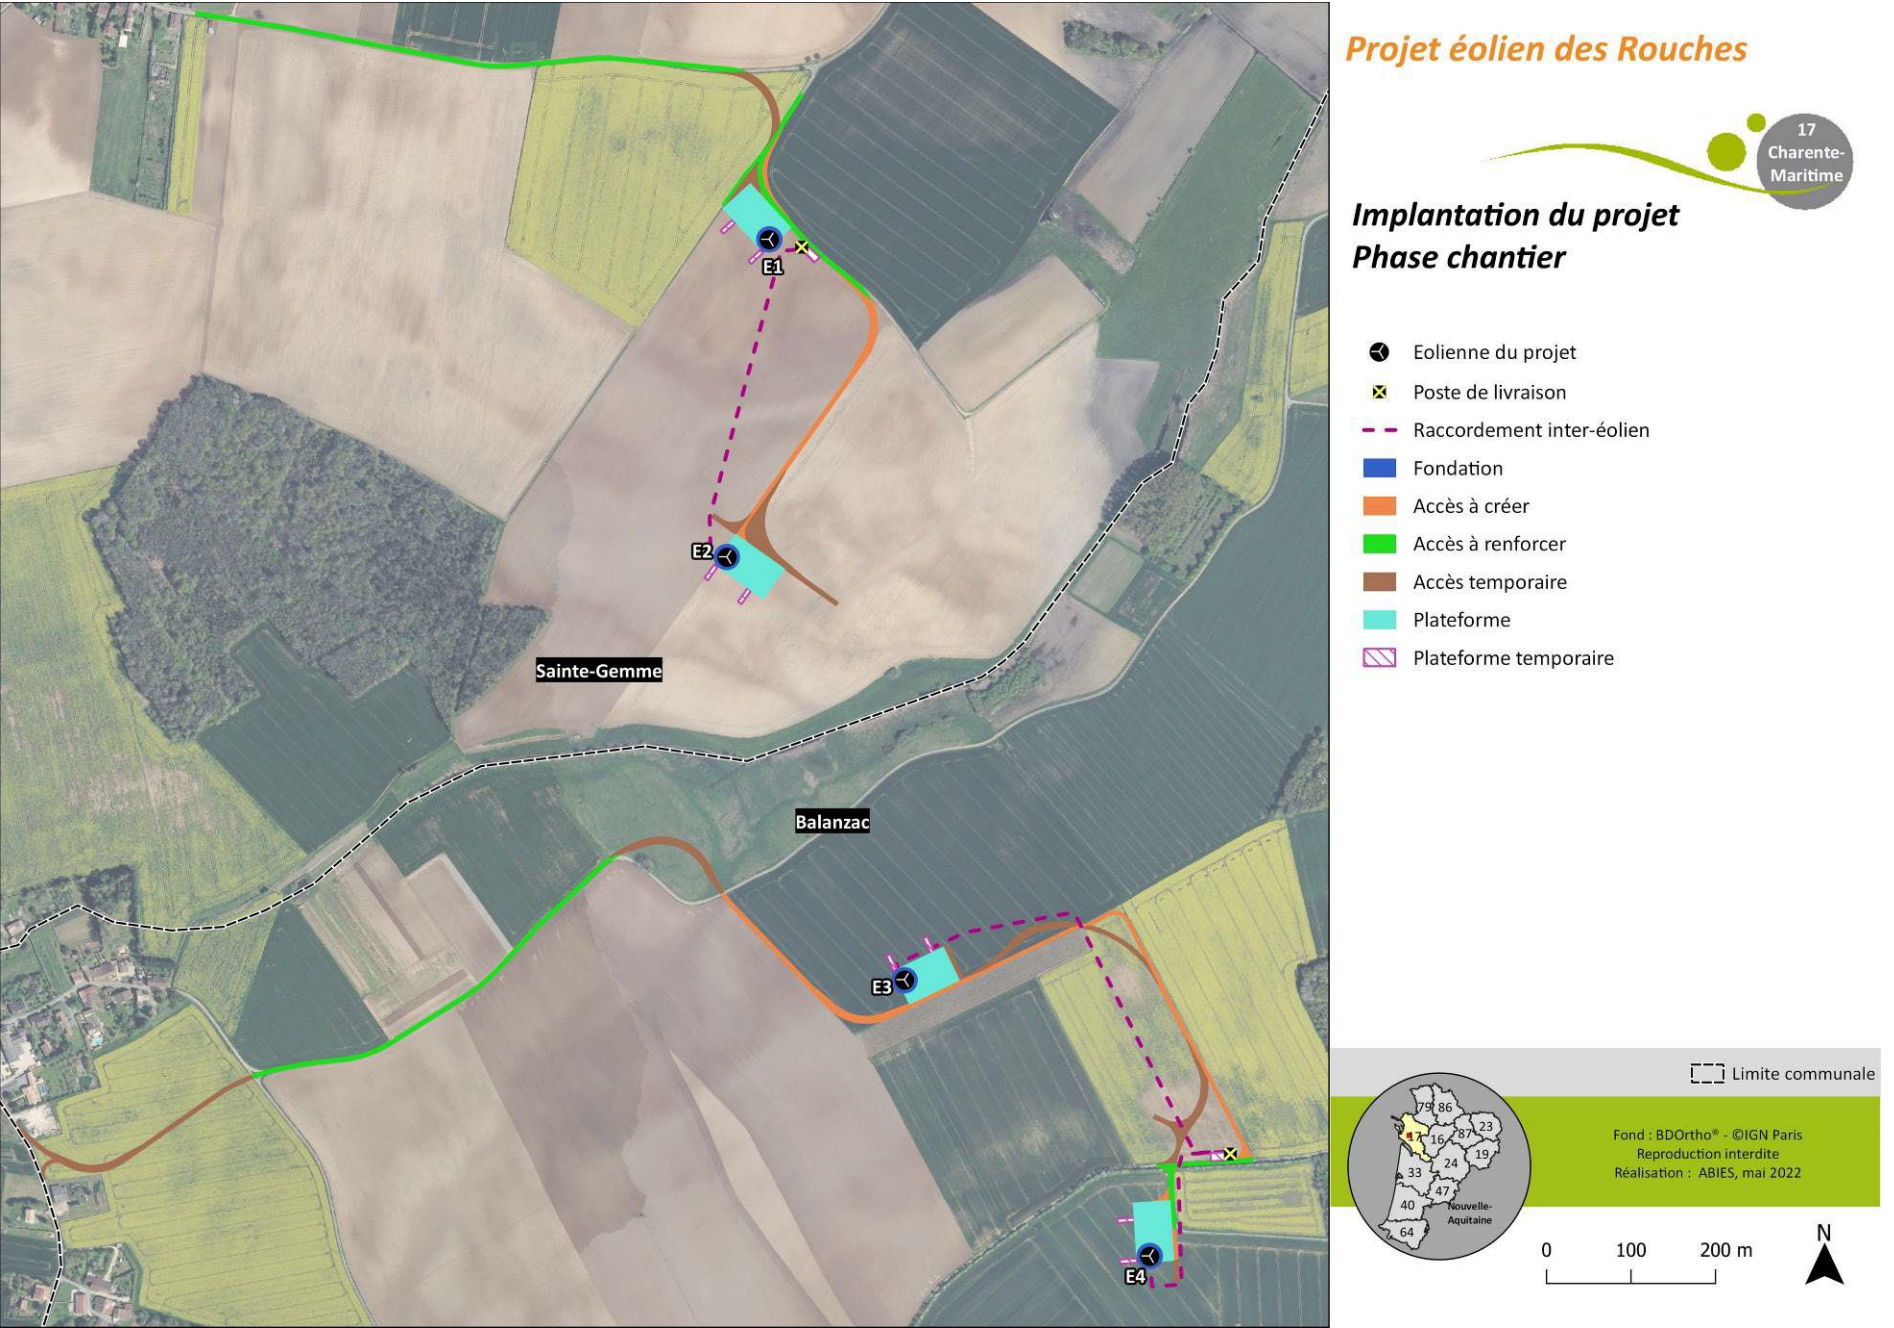 Projet éolien des Rouches
17
Charente-
Maritime
Implantation du projet
Phase chantier
Eolienne du projet
Poste de livraison
Raccordement inter-éolien
Fondation
Accès à créer
Accès à renforcer
Accès temporaire
Plateforme
Plateforme temporaire
E1
E2
Sainte-Gemme
Balanzac
E3
E4
Limite communale
79
86
17
16
87
23
19
33
24
47
40
64
Nouvelle-
Aquitaine
Fond : BDOrtho® - ©IGN Paris
Reproduction interdite
Réalisation : ABIES, mai 2022
0 100 200 m
N